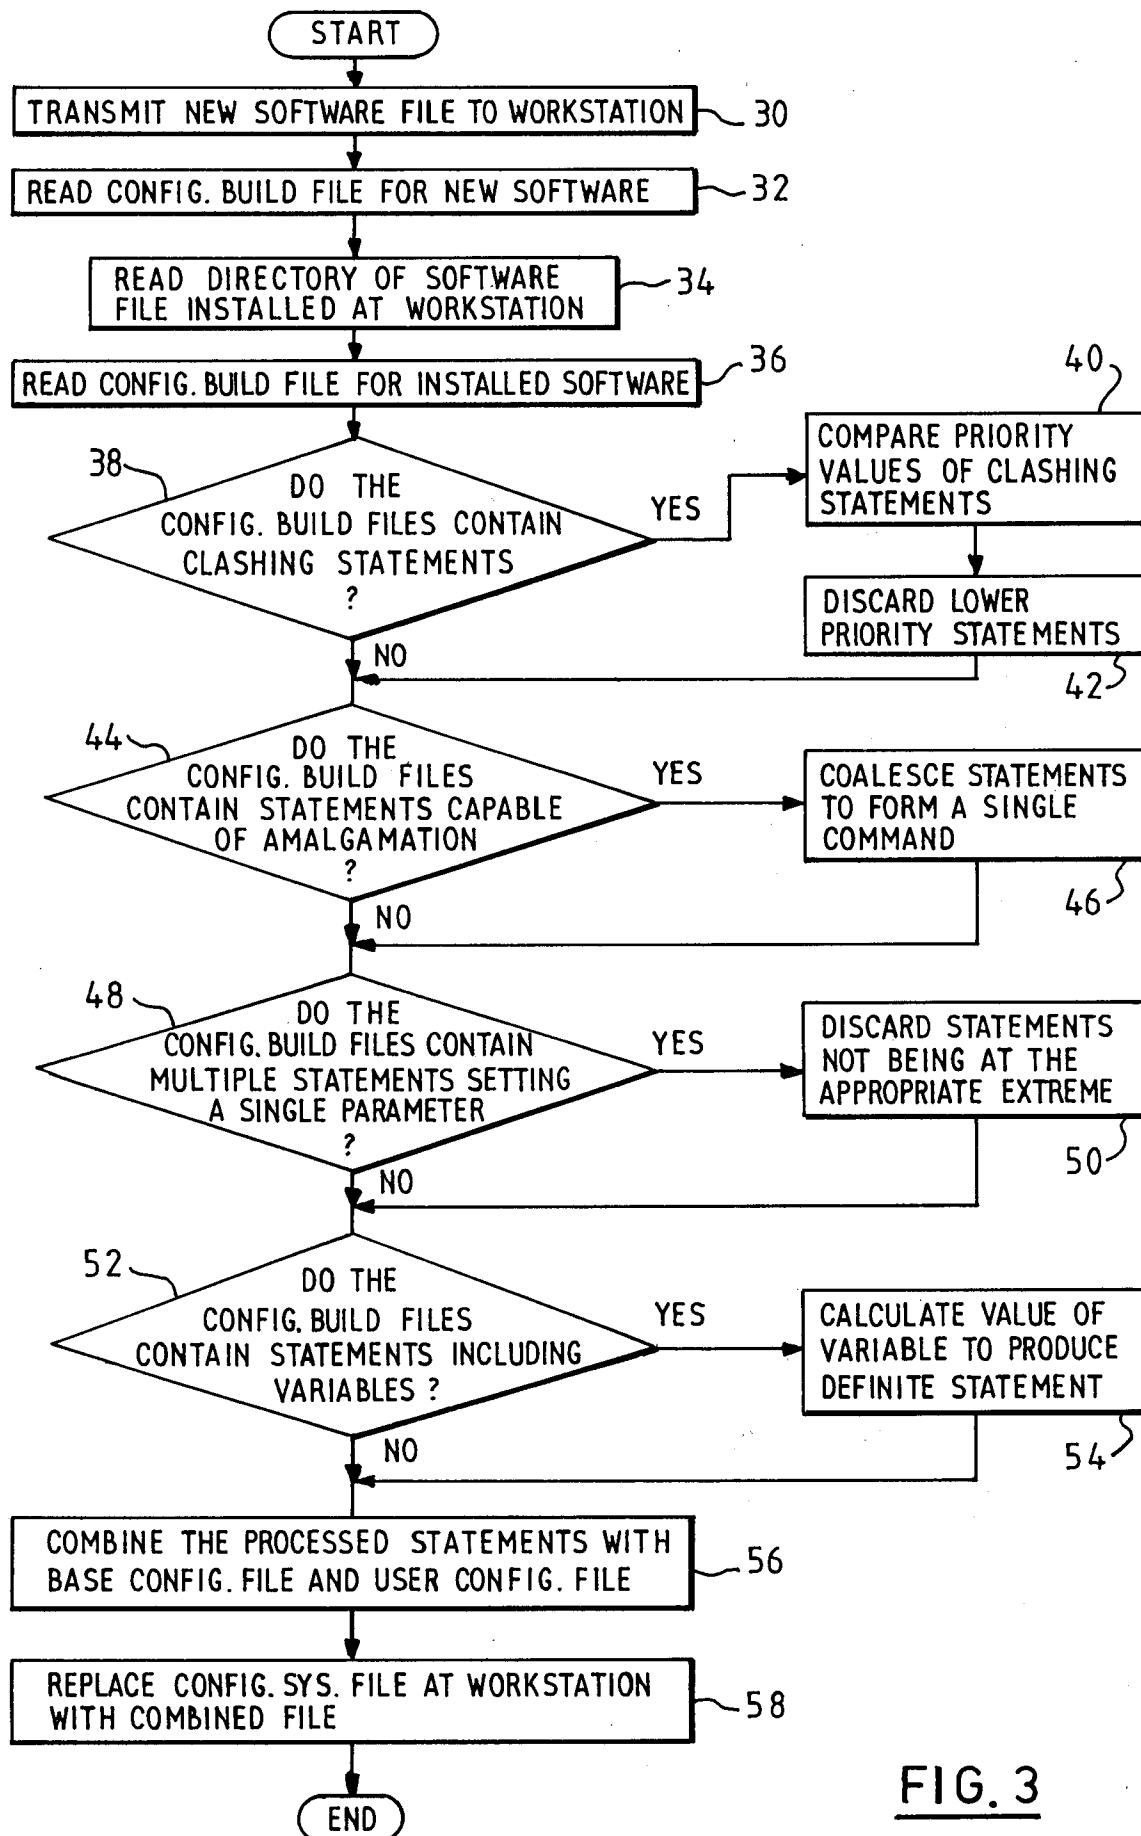 START
TRANSMIT NEW SOFTWARE FILE TO WORKSTATION
30
READ CONFIG. BUILD FILE FOR NEW SOFTWARE
32
READ DIRECTORY OF SOFTWARE
FILE INSTALLED AT WORKSTATION
34
READ CONFIG. BUILD FILE FOR INSTALLED SOFTWARE
36
38
DO THE
CONFIG. BUILD FILES CONTAIN
CLASHING STATEMENTS
?
YES
NO
40
COMPARE PRIORITY
VALUES OF CLASHING
STATEMENTS
DISCARD LOWER
PRIORITY STATEMENTS
42
44
DO THE
CONFIG. BUILD FILES
CONTAIN STATEMENTS CAPABLE
OF AMALGAMATION
?
YES
NO
COALESCE STATEMENTS
TO FORM A SINGLE
COMMAND
46
48
DO THE
CONFIG. BUILD FILES CONTAIN
MULTIPLE STATEMENTS SETTING
A SINGLE PARAMETER
?
YES
NO
DISCARD STATEMENTS
NOT BEING AT THE
APPROPRIATE EXTREME
50
52
DO THE
CONFIG. BUILD FILES
CONTAIN STATEMENTS INCLUDING
VARIABLES ?
YES
NO
CALCULATE VALUE OF
VARIABLE TO PRODUCE
DEFINITE STATEMENT
54
COMBINE THE PROCESSED STATEMENTS WITH
BASE CONFIG. FILE AND USER CONFIG. FILE
56
REPLACE CONFIG. SYS. FILE AT WORKSTATION
WITH COMBINED FILE
58
END
FIG. 3